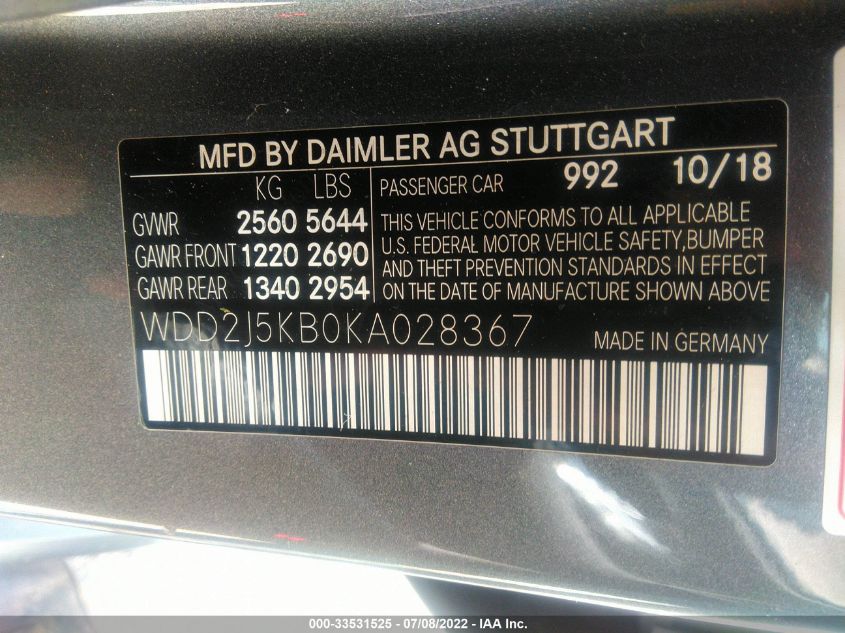 MFD BY DAIMLER AG STUTTGART
KG LBS
GVWR 2560 5644
GAWR FRONT 1220 2690
GAWR REAR 1340 2954
PASSENGER CAR 992 10/18
THIS VEHICLE CONFORMS TO ALL APPLICABLE
U.S. FEDERAL MOTOR VEHICLE SAFETY,BUMPER
AND THEFT PREVENTION STANDARDS IN EFFECT
ON THE DATE OF MANUFACTURE SHOWN ABOVE
WDD2J5KB0KA028367
MADE IN GERMANY
000-33531525 - 07/08/2022 - IAA Inc.